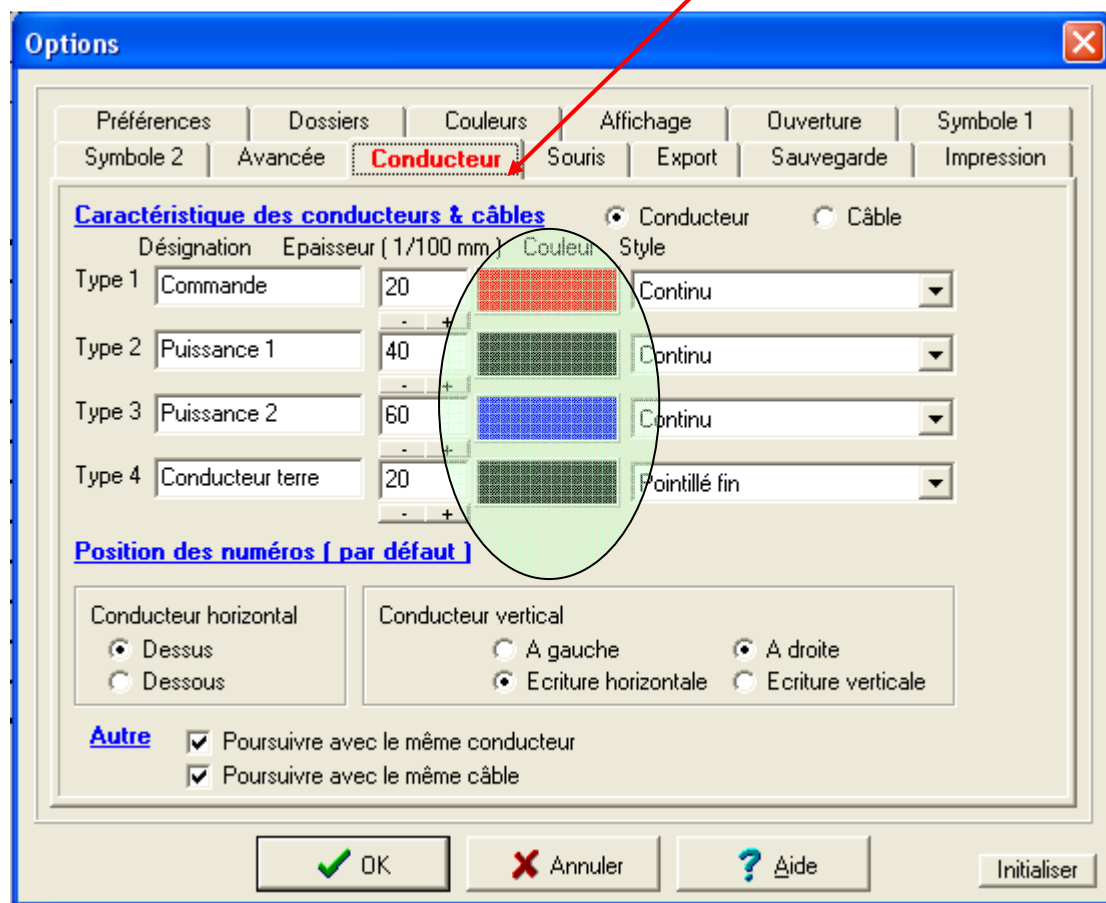 Options
Préférences Dossiers Couleurs Affichage Ouverture Symbole 1
Symbole 2 Avancée Conducteur Souris Export Sauvegarde Impression
Caractéristique des conducteurs & câbles Conducteur Câble
Désignation Epaisseur ( 1/100 mm ) Couleur Style
Type 1 Commande 20 Continu
- +
Type 2 Puissance 1 40 Continu
- +
Type 3 Puissance 2 60 Continu
- +
Type 4 Conducteur terre 20 Pointillé fin
- +
Position des numéros ( par défaut )
Conducteur horizontal Conducteur vertical
Dessus A gauche A droite
Dessous Ecriture horizontale Ecriture verticale
Autre Poursuivre avec le même conducteur
Poursuivre avec le même câble
OK Annuler ? Aide Initialiser